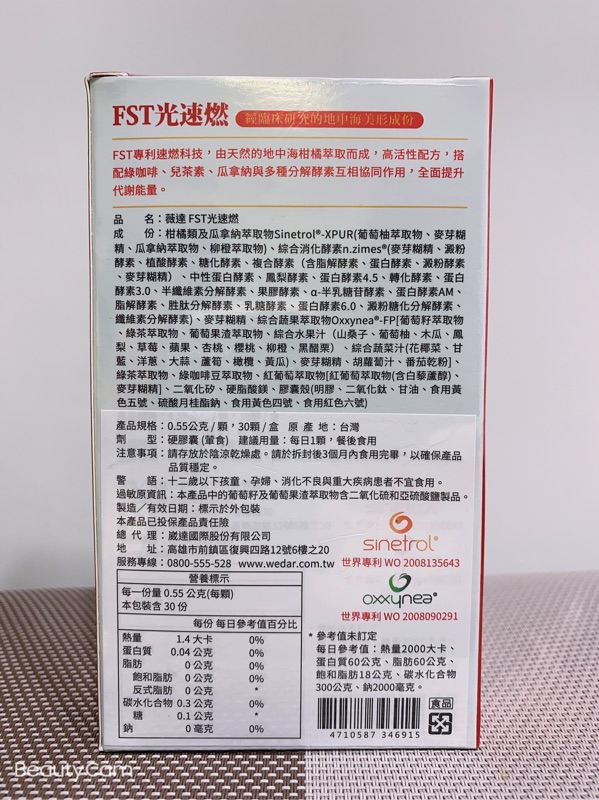 FST光速燃 經臨床研究的地中海美形成份
FST專利速燃科技，由天然的地中海柑橘萃取而成，高活性配方，搭
配綠咖啡、兒茶素、瓜拿納與多種分解酵素互相協同作用，全面提升
代謝能量。
品　　名：薇達 FST光速燃
成　　份：柑橘類及瓜拿納萃取物Sinetrol®-XPUR(葡萄柚萃取物、麥芽糊
精、瓜拿納萃取物、柳橙萃取物)、綜合消化酵素n.zimes®(麥芽糊精、澱粉
酵素、植酸酵素、糖化酵素、複合酵素（含脂解酵素、蛋白酵素、澱粉酵素
、麥芽糊精）、中性蛋白酵素、鳳梨酵素、蛋白酵素4.5、轉化酵素、蛋白
酵素3.0、半纖維素分解酵素、果膠酵素、α-半乳糖苷酵素、蛋白酵素AM、
脂解酵素、胜肽分解酵素、乳糖酵素、蛋白酵素6.0、澱粉糖化分解酵素、
纖維素分解酵素)、麥芽糊精、綜合蔬果萃取物Oxxynea®-FP[葡萄籽萃取物
、綠茶萃取物、葡萄果渣萃取物、綜合水果汁（山桑子、葡萄柚、木瓜、鳳
梨、草莓、蘋果、杏桃、櫻桃、柳橙、黑醋栗）、綜合蔬菜汁(花椰菜、甘
藍、洋蔥、大蒜、蘆筍、橄欖、黃瓜)、麥芽糊精、胡蘿蔔汁、番茄乾粉]、
綠茶萃取物、綠咖啡豆萃取物、紅葡萄萃取物[紅葡萄萃取物(含白藜蘆醇)、
麥芽糊精]、二氧化矽、硬脂酸鎂、膠囊殼(明膠、二氧化鈦、甘油、食用黃
色五號、硫酸月桂酯鈉、食用黃色四號、食用紅色六號)
產品規格：0.55公克 / 顆，30顆 / 盒　原 產 地：台灣
劑　　型：硬膠囊 (葷食)　建議用量：每日1顆，餐後食用
注意事項：請存放於陰涼乾燥處。請於拆封後3個月內食用完畢，以確保產品
品質穩定。
警　　語：十二歲以下孩童、孕婦、消化不良與重大疾病患者不宜食用。
過敏原資訊：本產品中的葡萄籽及葡萄果渣萃取物含二氧化硫和亞硫酸鹽製品。
製造／有效日期：標示於外包裝
本產品已投保產品責任險
總 代 理：崴達國際股份有限公司
地　　址：高雄市前鎮區復興四路12號6樓之20
服務專線：0800-555-528　www.wedar.com.tw
sinetrol®
世界專利 WO 2008135643
oxxynea®
世界專利 WO 2008090291
營養標示
每一份量 0.55 公克(每顆)
本包裝含 30 份
每份 每日參考值百分比
熱量 1.4 大卡 0%
蛋白質 0.04 公克 0%
脂肪 0 公克 0%
飽和脂肪 0 公克 0%
反式脂肪 0 公克 *
碳水化合物 0.3 公克 0%
糖 0.1 公克 *
鈉 0 毫克 0%
* 參考值未訂定
每日參考值：熱量2000大卡、
蛋白質60公克、脂肪60公克、
飽和脂肪18公克、碳水化合物
300公克、鈉2000毫克。
食品
4710587 346915
BeautyCam